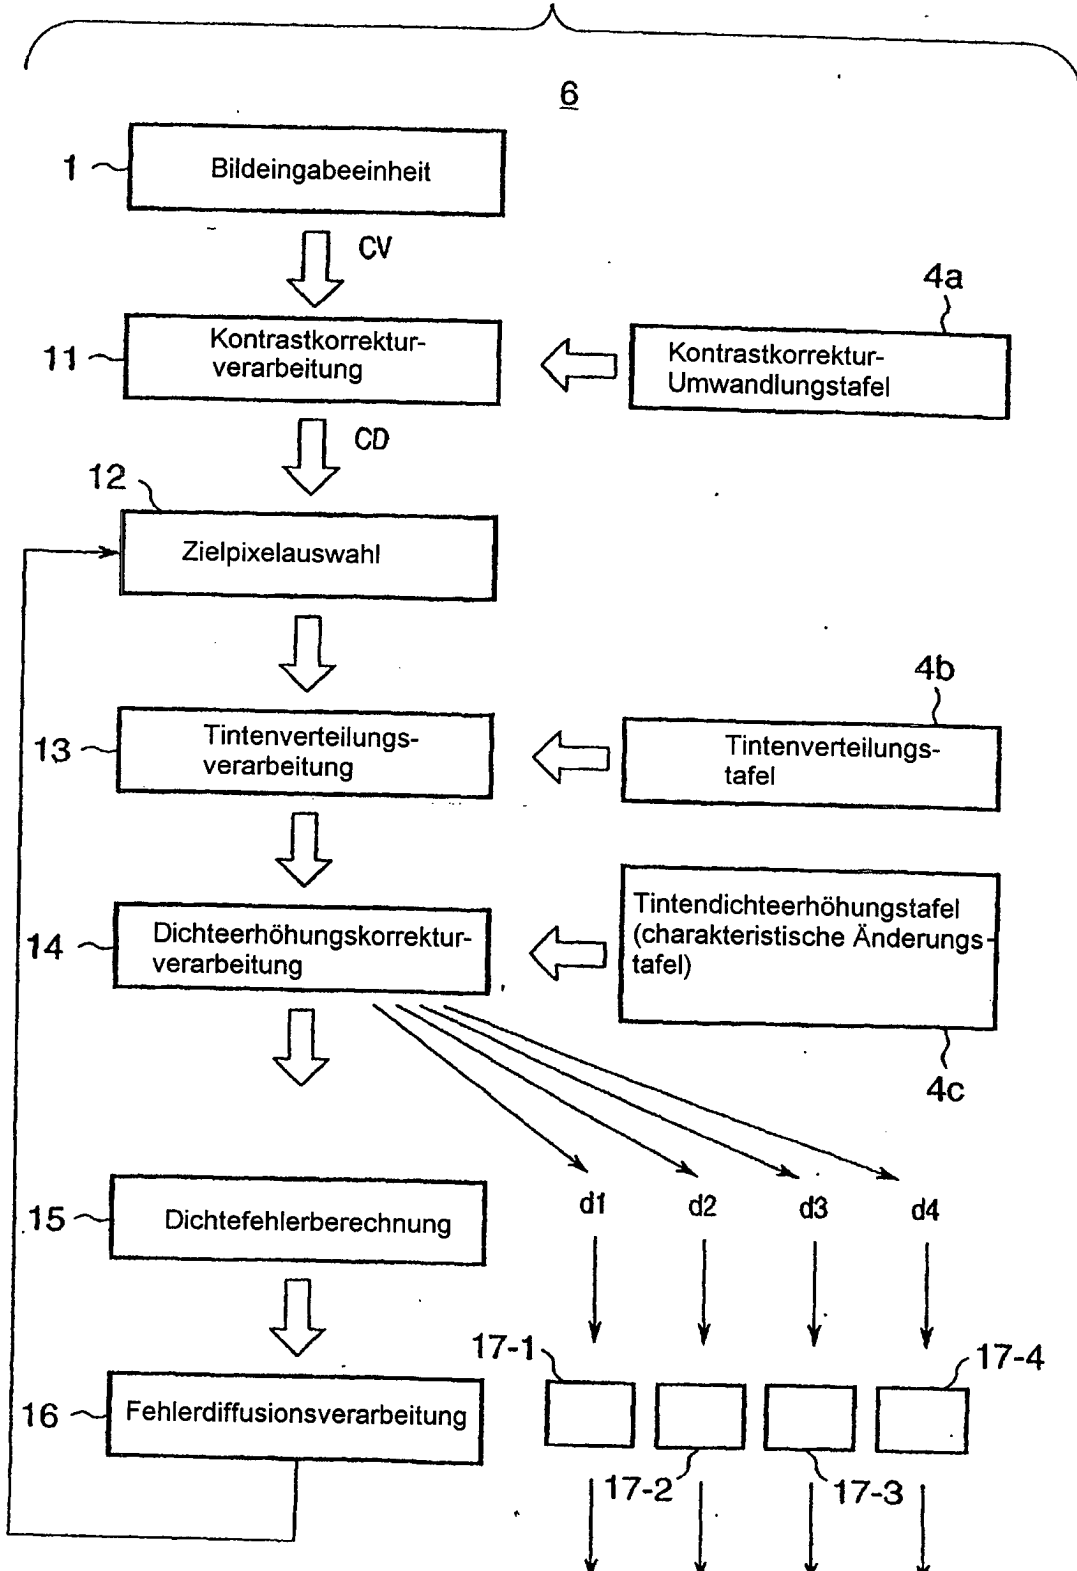 6
1
Bildeingabeeinheit
CV
4a
11
Kontrastkorrektur-
verarbeitung
Kontrastkorrektur-
Umwandlungstafel
CD
12
Zielpixelauswahl
4b
13
Tintenverteilungs-
verarbeitung
Tintenverteilungs-
tafel
14
Dichteerhöhungskorrektur-
verarbeitung
Tintendichteerhöhungstafel
(charakteristische Änderungs-
tafel)
4c
15
Dichtefehlerberechnung
d1 d2 d3 d4
17-1
17-4
16
Fehlerdiffusionsverarbeitung
17-2
17-3